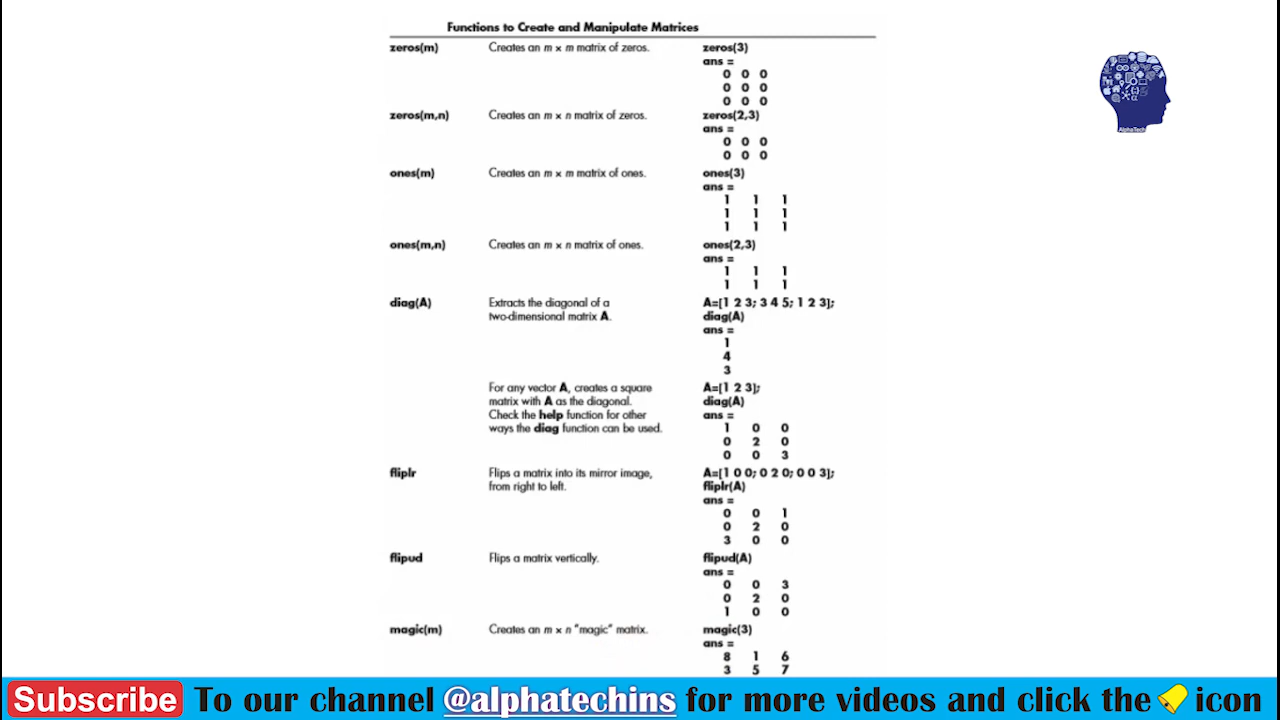 Functions to Create and Manipulate Matrices
zeros(m) Creates an m × m matrix of zeros. zeros(3)
ans =
0 0 0
0 0 0
0 0 0
zeros(m,n) Creates an m × n matrix of zeros. zeros(2,3)
ans =
0 0 0
0 0 0
ones(m) Creates an m × m matrix of ones. ones(3)
ans =
1 1 1
1 1 1
1 1 1
ones(m,n) Creates an m × n matrix of ones. ones(2,3)
ans =
1 1 1
1 1 1
diag(A) Extracts the diagonal of a A=[1 2 3; 3 4 5; 1 2 3];
two-dimensional matrix A. diag(A)
ans =
1
4
3
For any vector A, creates a square A=[1 2 3];
matrix with A as the diagonal. diag(A)
Check the help function for other ans =
ways the diag function can be used. 1 0 0
0 2 0
0 0 3
fliplr Flips a matrix into its mirror image, A=[1 0 0; 0 2 0; 0 0 3];
from right to left. fliplr(A)
ans =
0 0 1
0 2 0
3 0 0
flipud Flips a matrix vertically. flipud(A)
ans =
0 0 3
0 2 0
1 0 0
magic(m) Creates an m × n "magic" matrix. magic(3)
ans =
8 1 6
3 5 7
AlphaTech
Subscribe To our channel @alphatechins for more videos and click the icon